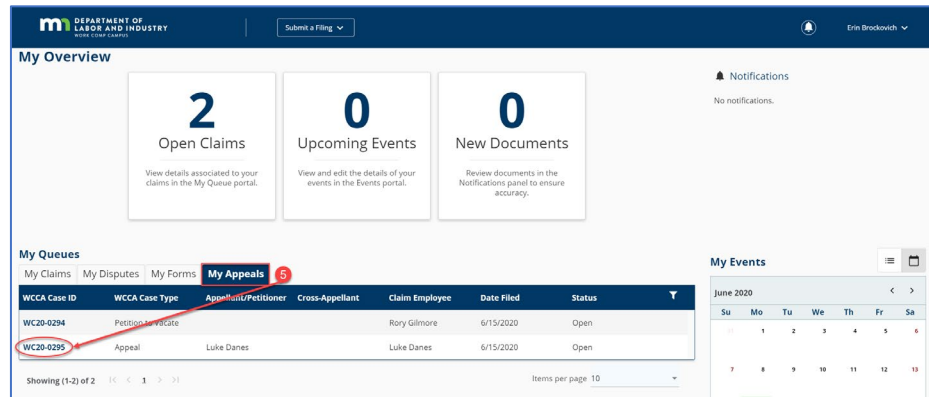 DEPARTMENT OF
LABOR AND INDUSTRY
WORK COMP CAMPUS
Submit a Filing
Erin Brockovich
My Overview
2
Open Claims
View details associated to your
claims in the My Queue portal.
0
Upcoming Events
View and edit the details of your
events in the Events portal.
0
New Documents
Review documents in the
Notifications panel to ensure
accuracy.
Notifications
No notifications.
My Queues
My Claims My Disputes My Forms My Appeals 5
WCCA Case ID WCCA Case Type Appellant/Petitioner Cross-Appellant Claim Employee Date Filed Status
WC20-0294 Petition to Vacate Rory Gilmore 6/15/2020 Open
WC20-0295 Appeal Luke Danes Luke Danes 6/15/2020 Open
Showing (1-2) of 2 |< < 1 > >| Items per page 10
My Events
June 2020 < >
Su Mo Tu We Th Fr Sa
1 2 3 4 5 6
7 8 9 10 11 12 13